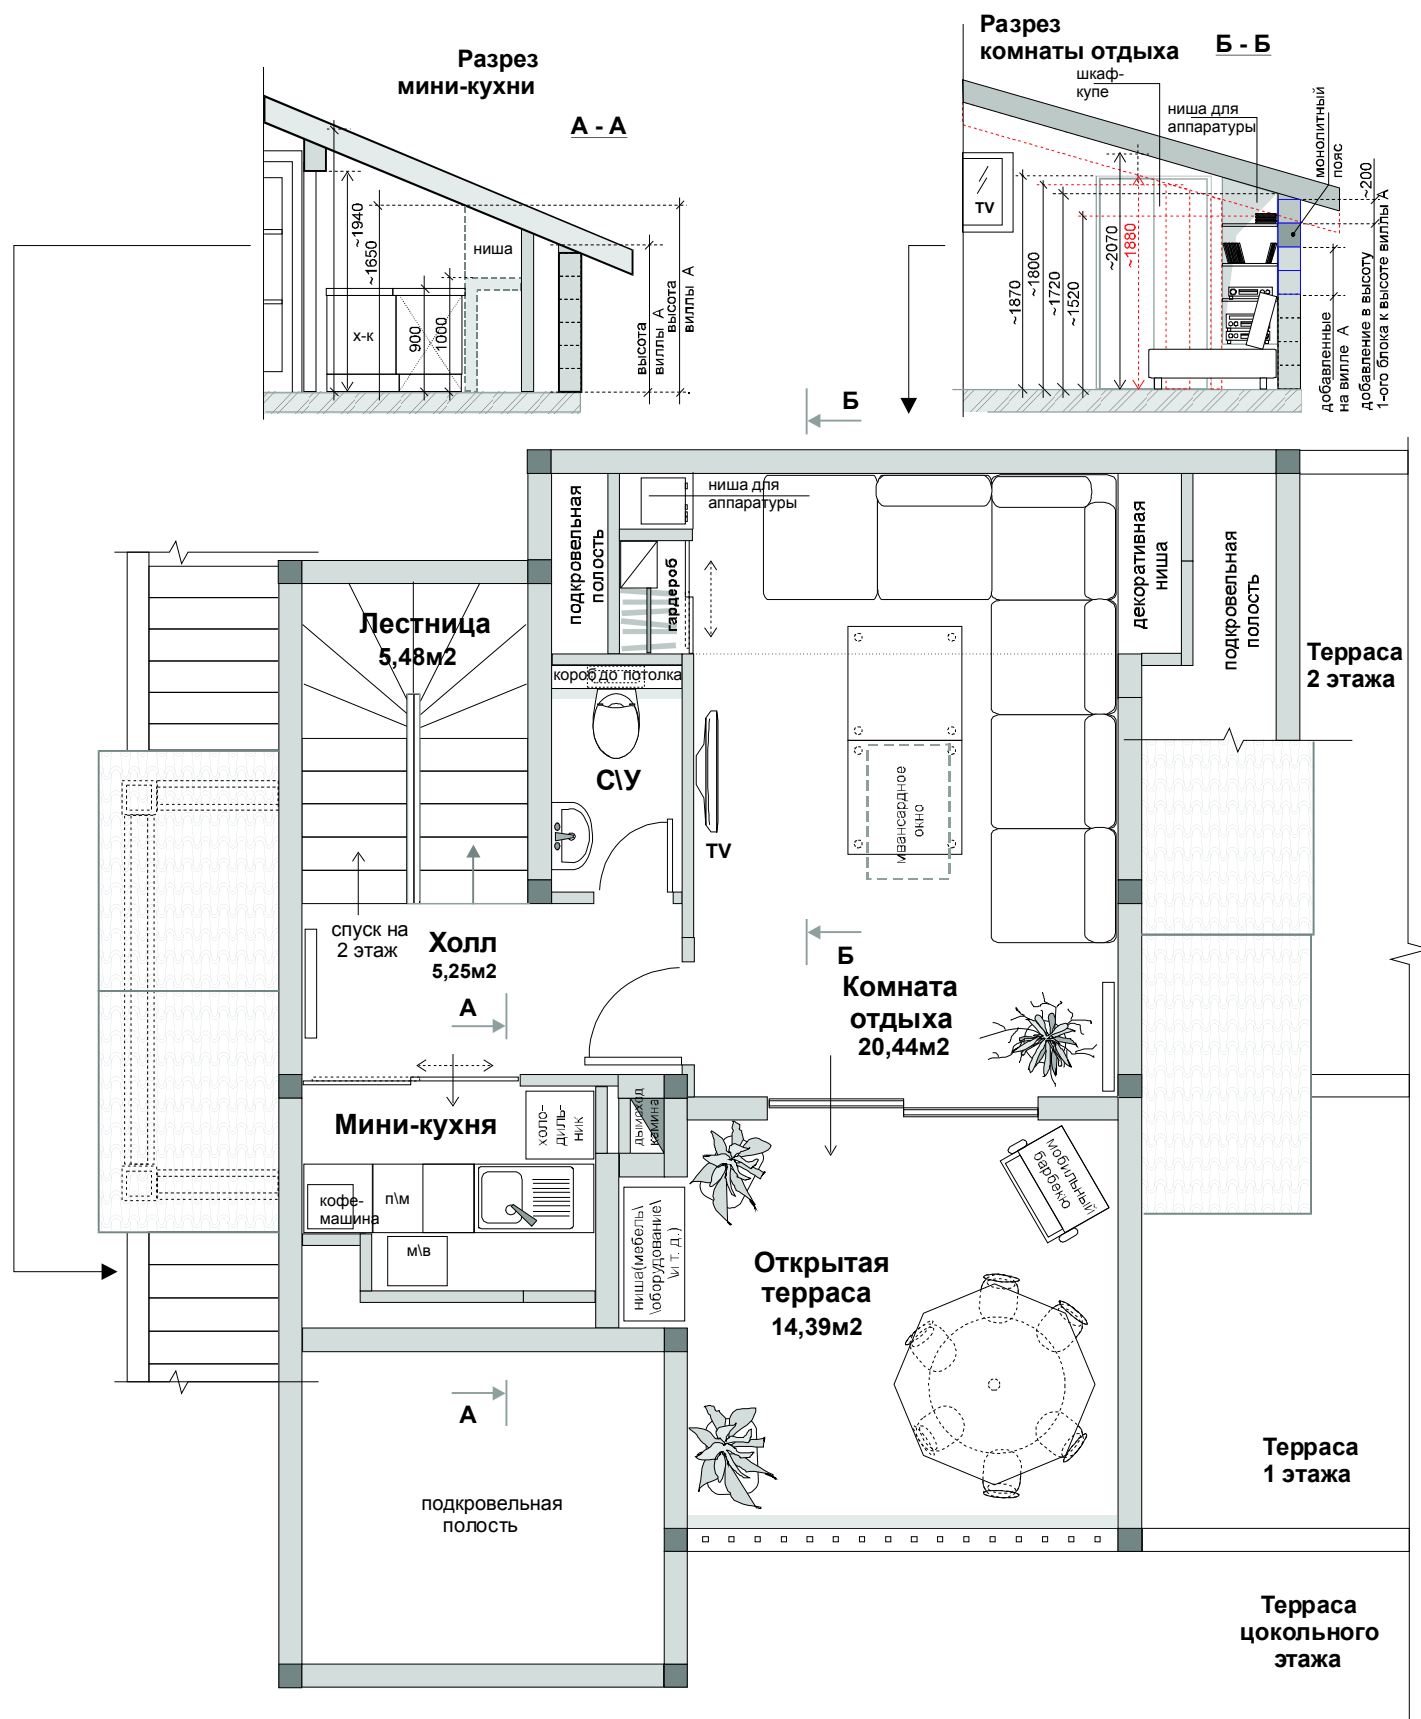 Разрез
мини-кухни
А - А
~1940
~1650
ниша
х-к
900
1000
высота
виллы А
высота
виллы А
Разрез
комнаты отдыха
Б - Б
шкаф-
купе
ниша для
аппаратуры
монолитный
пояс
TV
~1870
~1800
~1720
~1520
~2070
~1880
~200
добавленные
на вилле А
добавление в высоту
1-ого блока к высоте виллы А
Б
подкровельная
полость
ниша для
аппаратуры
гардероб
декоративная
ниша
подкровельная
полость
Терраса
2 этажа
Лестница
5,48м2
короб до потолка
С\У
TV
мвансардное
окно
спуск на
2 этаж
Холл
5,25м2
А
Б
Комната
отдыха
20,44м2
Мини-кухня
холо-
диль-
ник
дымоход
камина
кофе-
машина
п\м
м\в
ниша(мебель\
\оборудование\
\и т. д.)
мобильный
барбекю
Открытая
терраса
14,39м2
А
подкровельная
полость
Терраса
1 этажа
Терраса
цокольного
этажа